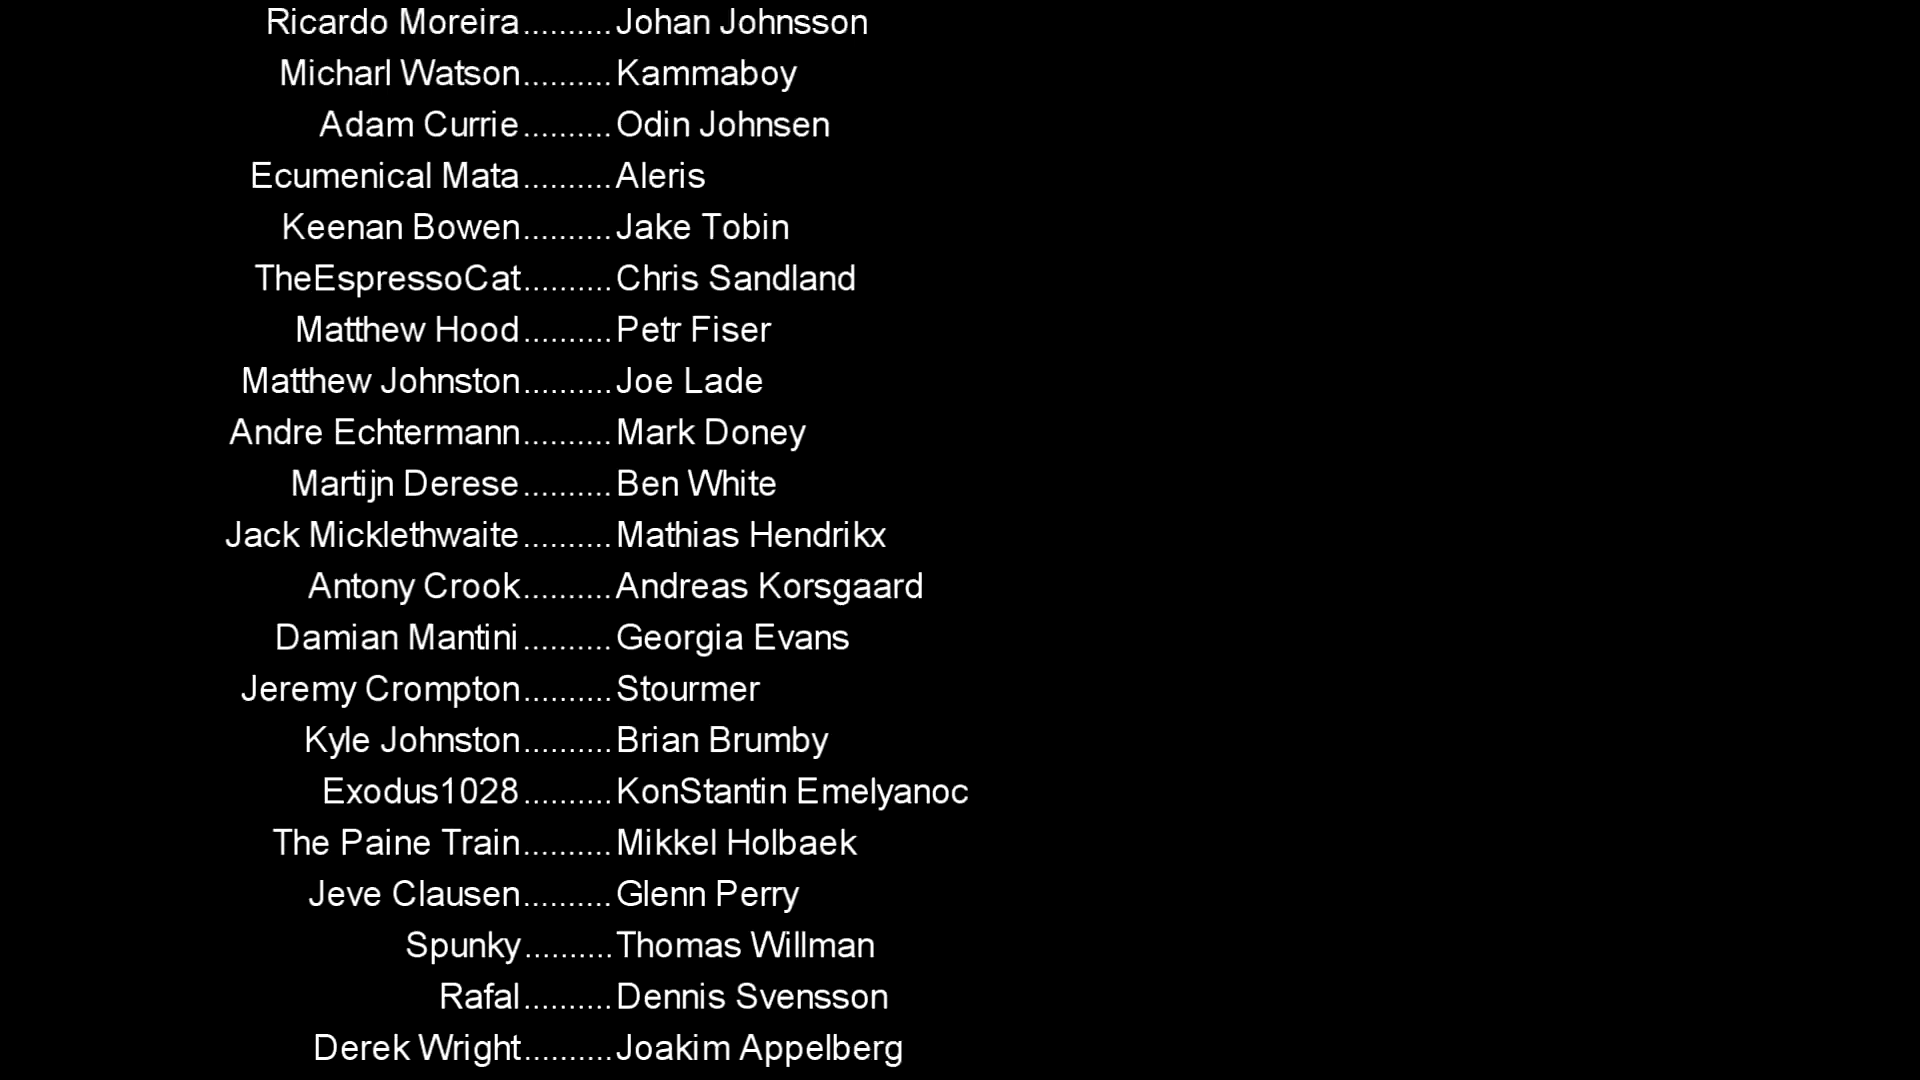 Ricardo Moreira..........Johan Johnsson
Micharl Watson..........Kammaboy
Adam Currie..........Odin Johnsen
Ecumenical Mata..........Aleris
Keenan Bowen..........Jake Tobin
TheEspressoCat..........Chris Sandland
Matthew Hood..........Petr Fiser
Matthew Johnston..........Joe Lade
Andre Echtermann..........Mark Doney
Martijn Derese..........Ben White
Jack Micklethwaite..........Mathias Hendrikx
Antony Crook..........Andreas Korsgaard
Damian Mantini..........Georgia Evans
Jeremy Crompton..........Stourmer
Kyle Johnston..........Brian Brumby
Exodus1028..........KonStantin Emelyanoc
The Paine Train..........Mikkel Holbaek
Jeve Clausen..........Glenn Perry
Spunky..........Thomas Willman
Rafal..........Dennis Svensson
Derek Wright..........Joakim Appelberg